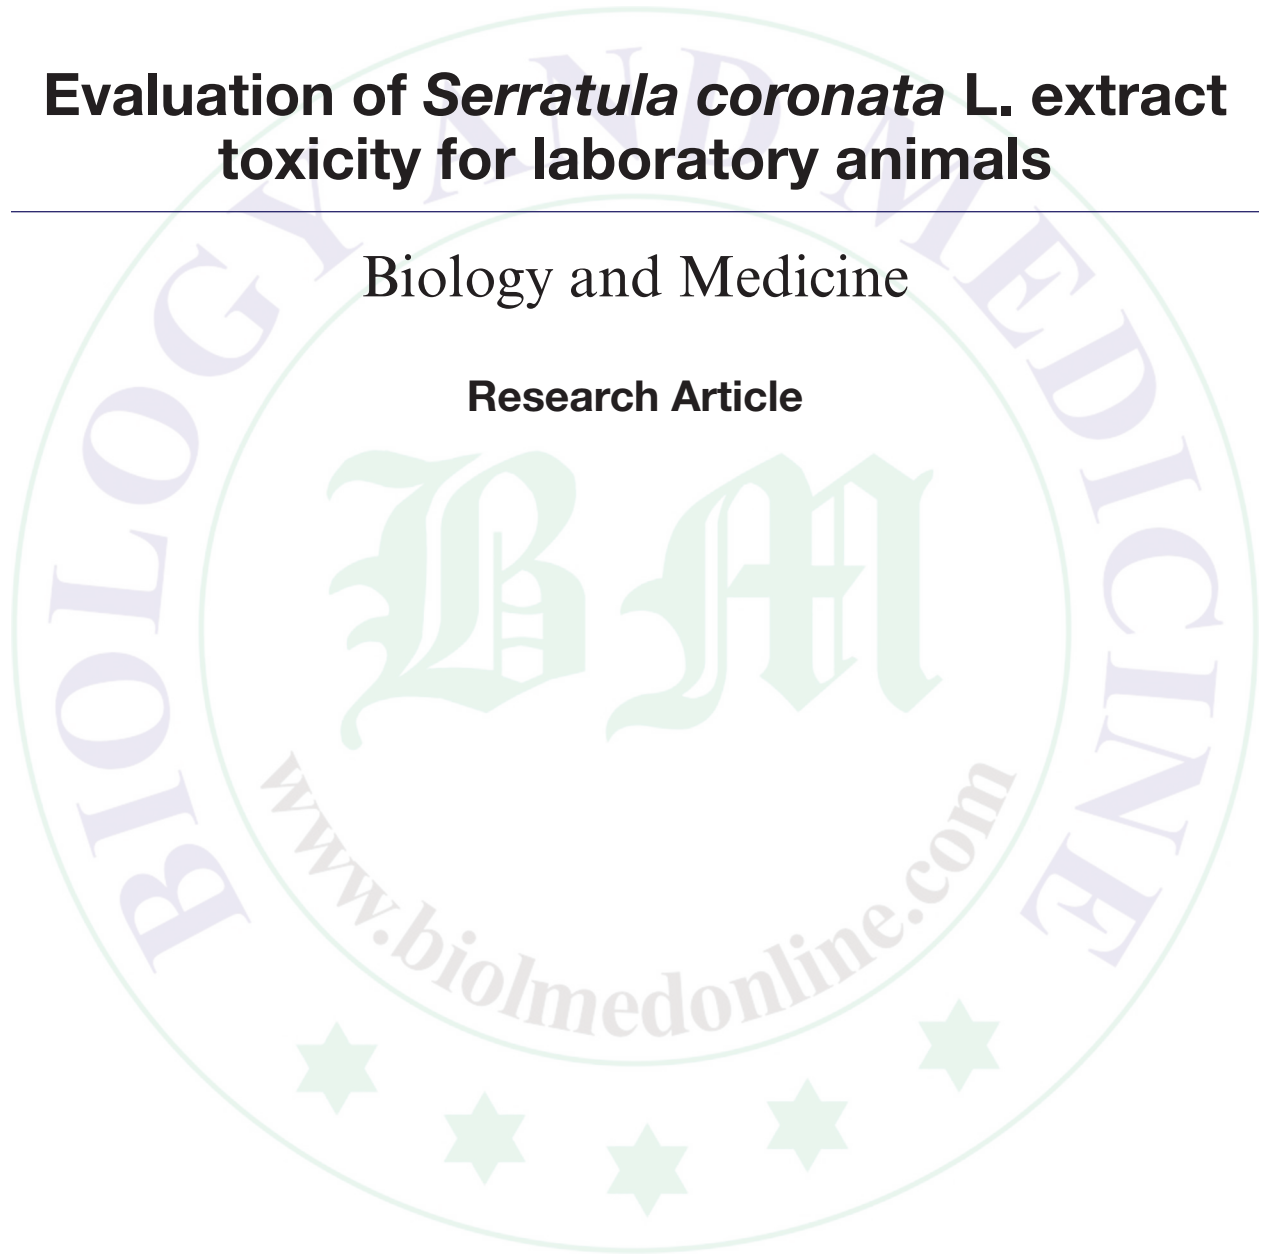 Evaluation of Serratula coronata L. extract
toxicity for laboratory animals
Biology and Medicine
Research Article
BIOLOGY AND MEDICINE
BM
www.biolmedonline.com